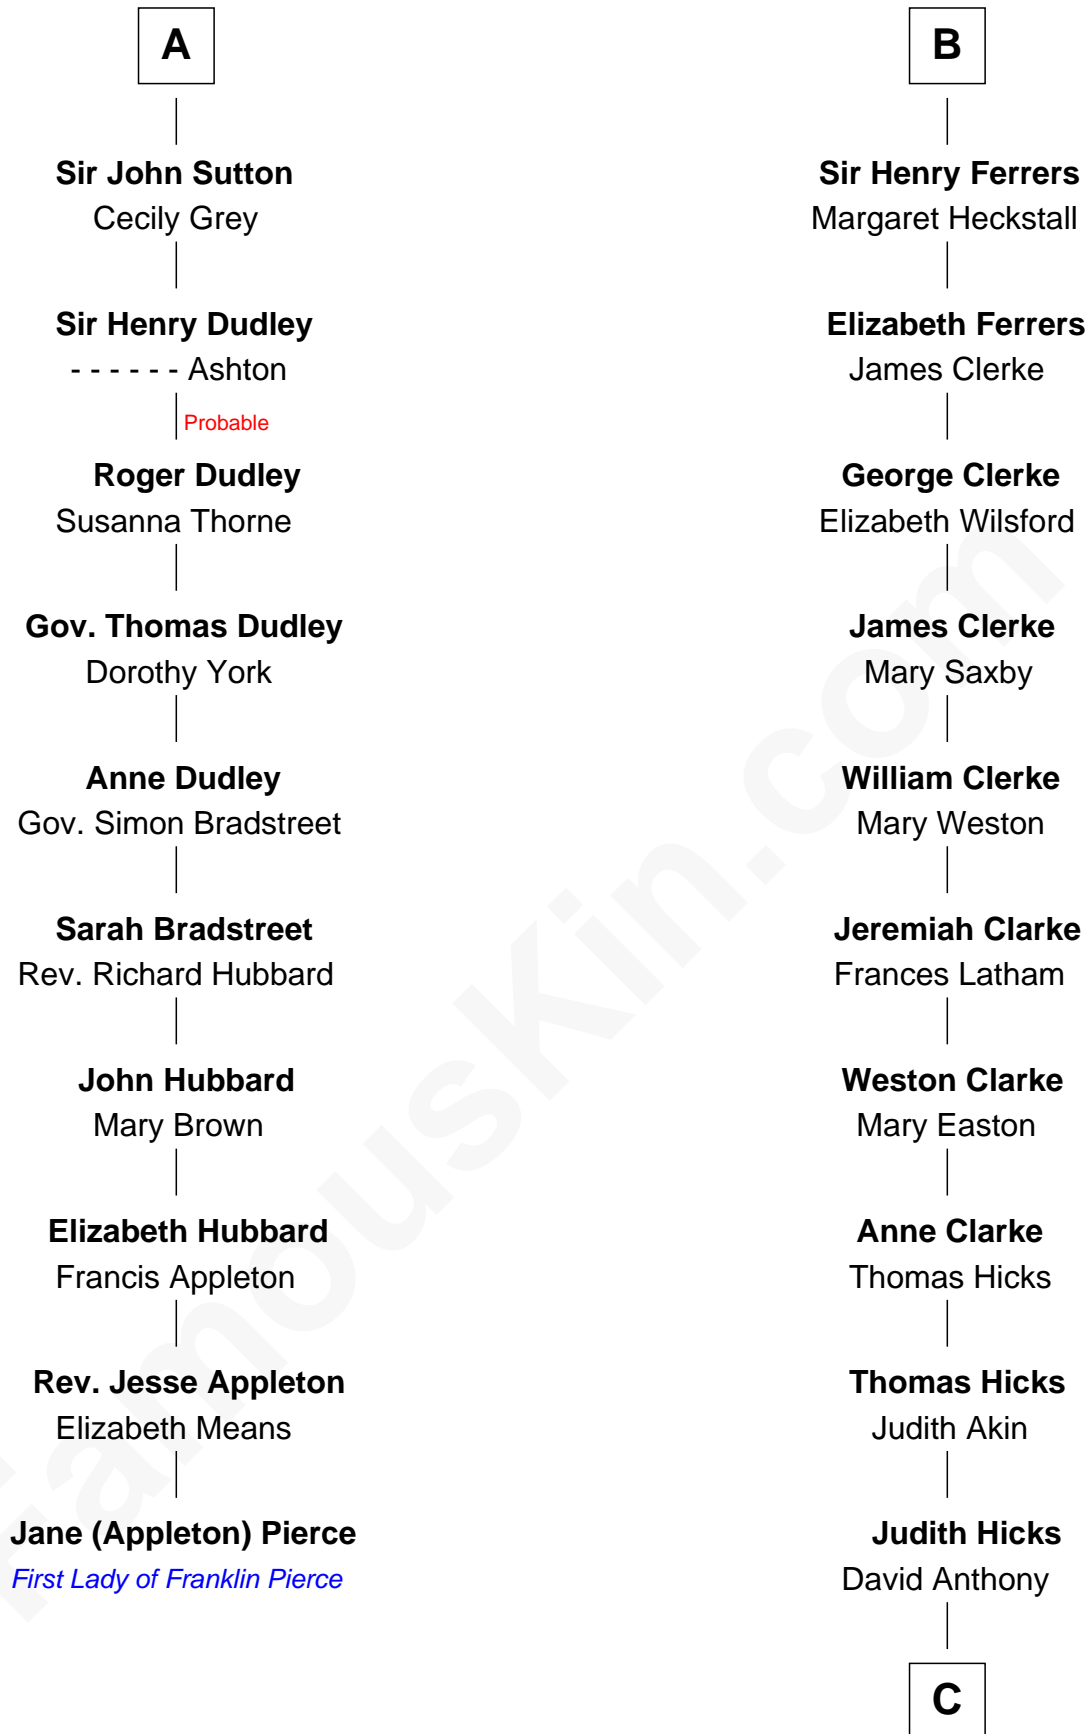 A
Sir John Sutton
Cecily Grey
Sir Henry Dudley
- - - - - - Ashton
Probable
Roger Dudley
Susanna Thorne
Gov. Thomas Dudley
Dorothy York
Anne Dudley
Gov. Simon Bradstreet
Sarah Bradstreet
Rev. Richard Hubbard
John Hubbard
Mary Brown
Elizabeth Hubbard
Francis Appleton
Rev. Jesse Appleton
Elizabeth Means
Jane (Appleton) Pierce
First Lady of Franklin Pierce
B
Sir Henry Ferrers
Margaret Heckstall
Elizabeth Ferrers
James Clerke
George Clerke
Elizabeth Wilsford
James Clerke
Mary Saxby
William Clerke
Mary Weston
Jeremiah Clarke
Frances Latham
Weston Clarke
Mary Easton
Anne Clarke
Thomas Hicks
Thomas Hicks
Judith Akin
Judith Hicks
David Anthony
C
FamousKin.com